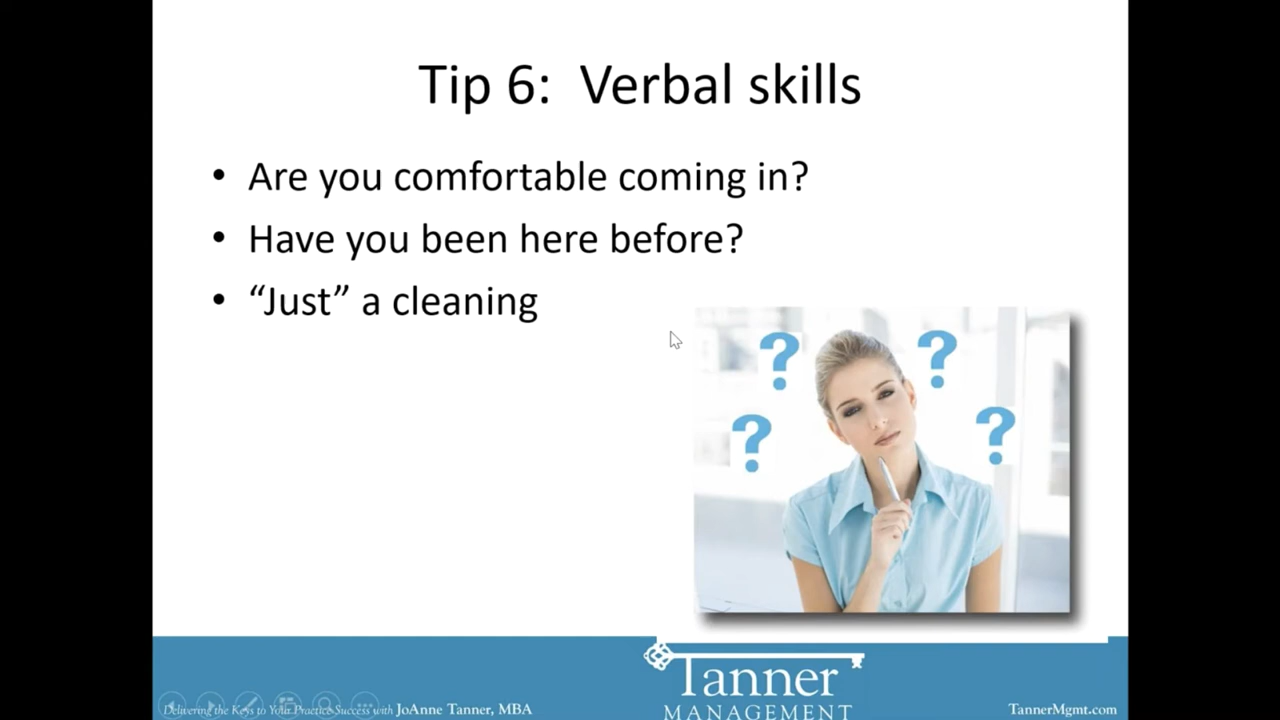 Tip 6: Verbal skills
• Are you comfortable coming in?
• Have you been here before?
• “Just” a cleaning
? ?
? ?
Tanner
MANAGEMENT
Delivering the Keys to Your Practice Success with JoAnne Tanner, MBA
TannerMgmt.com